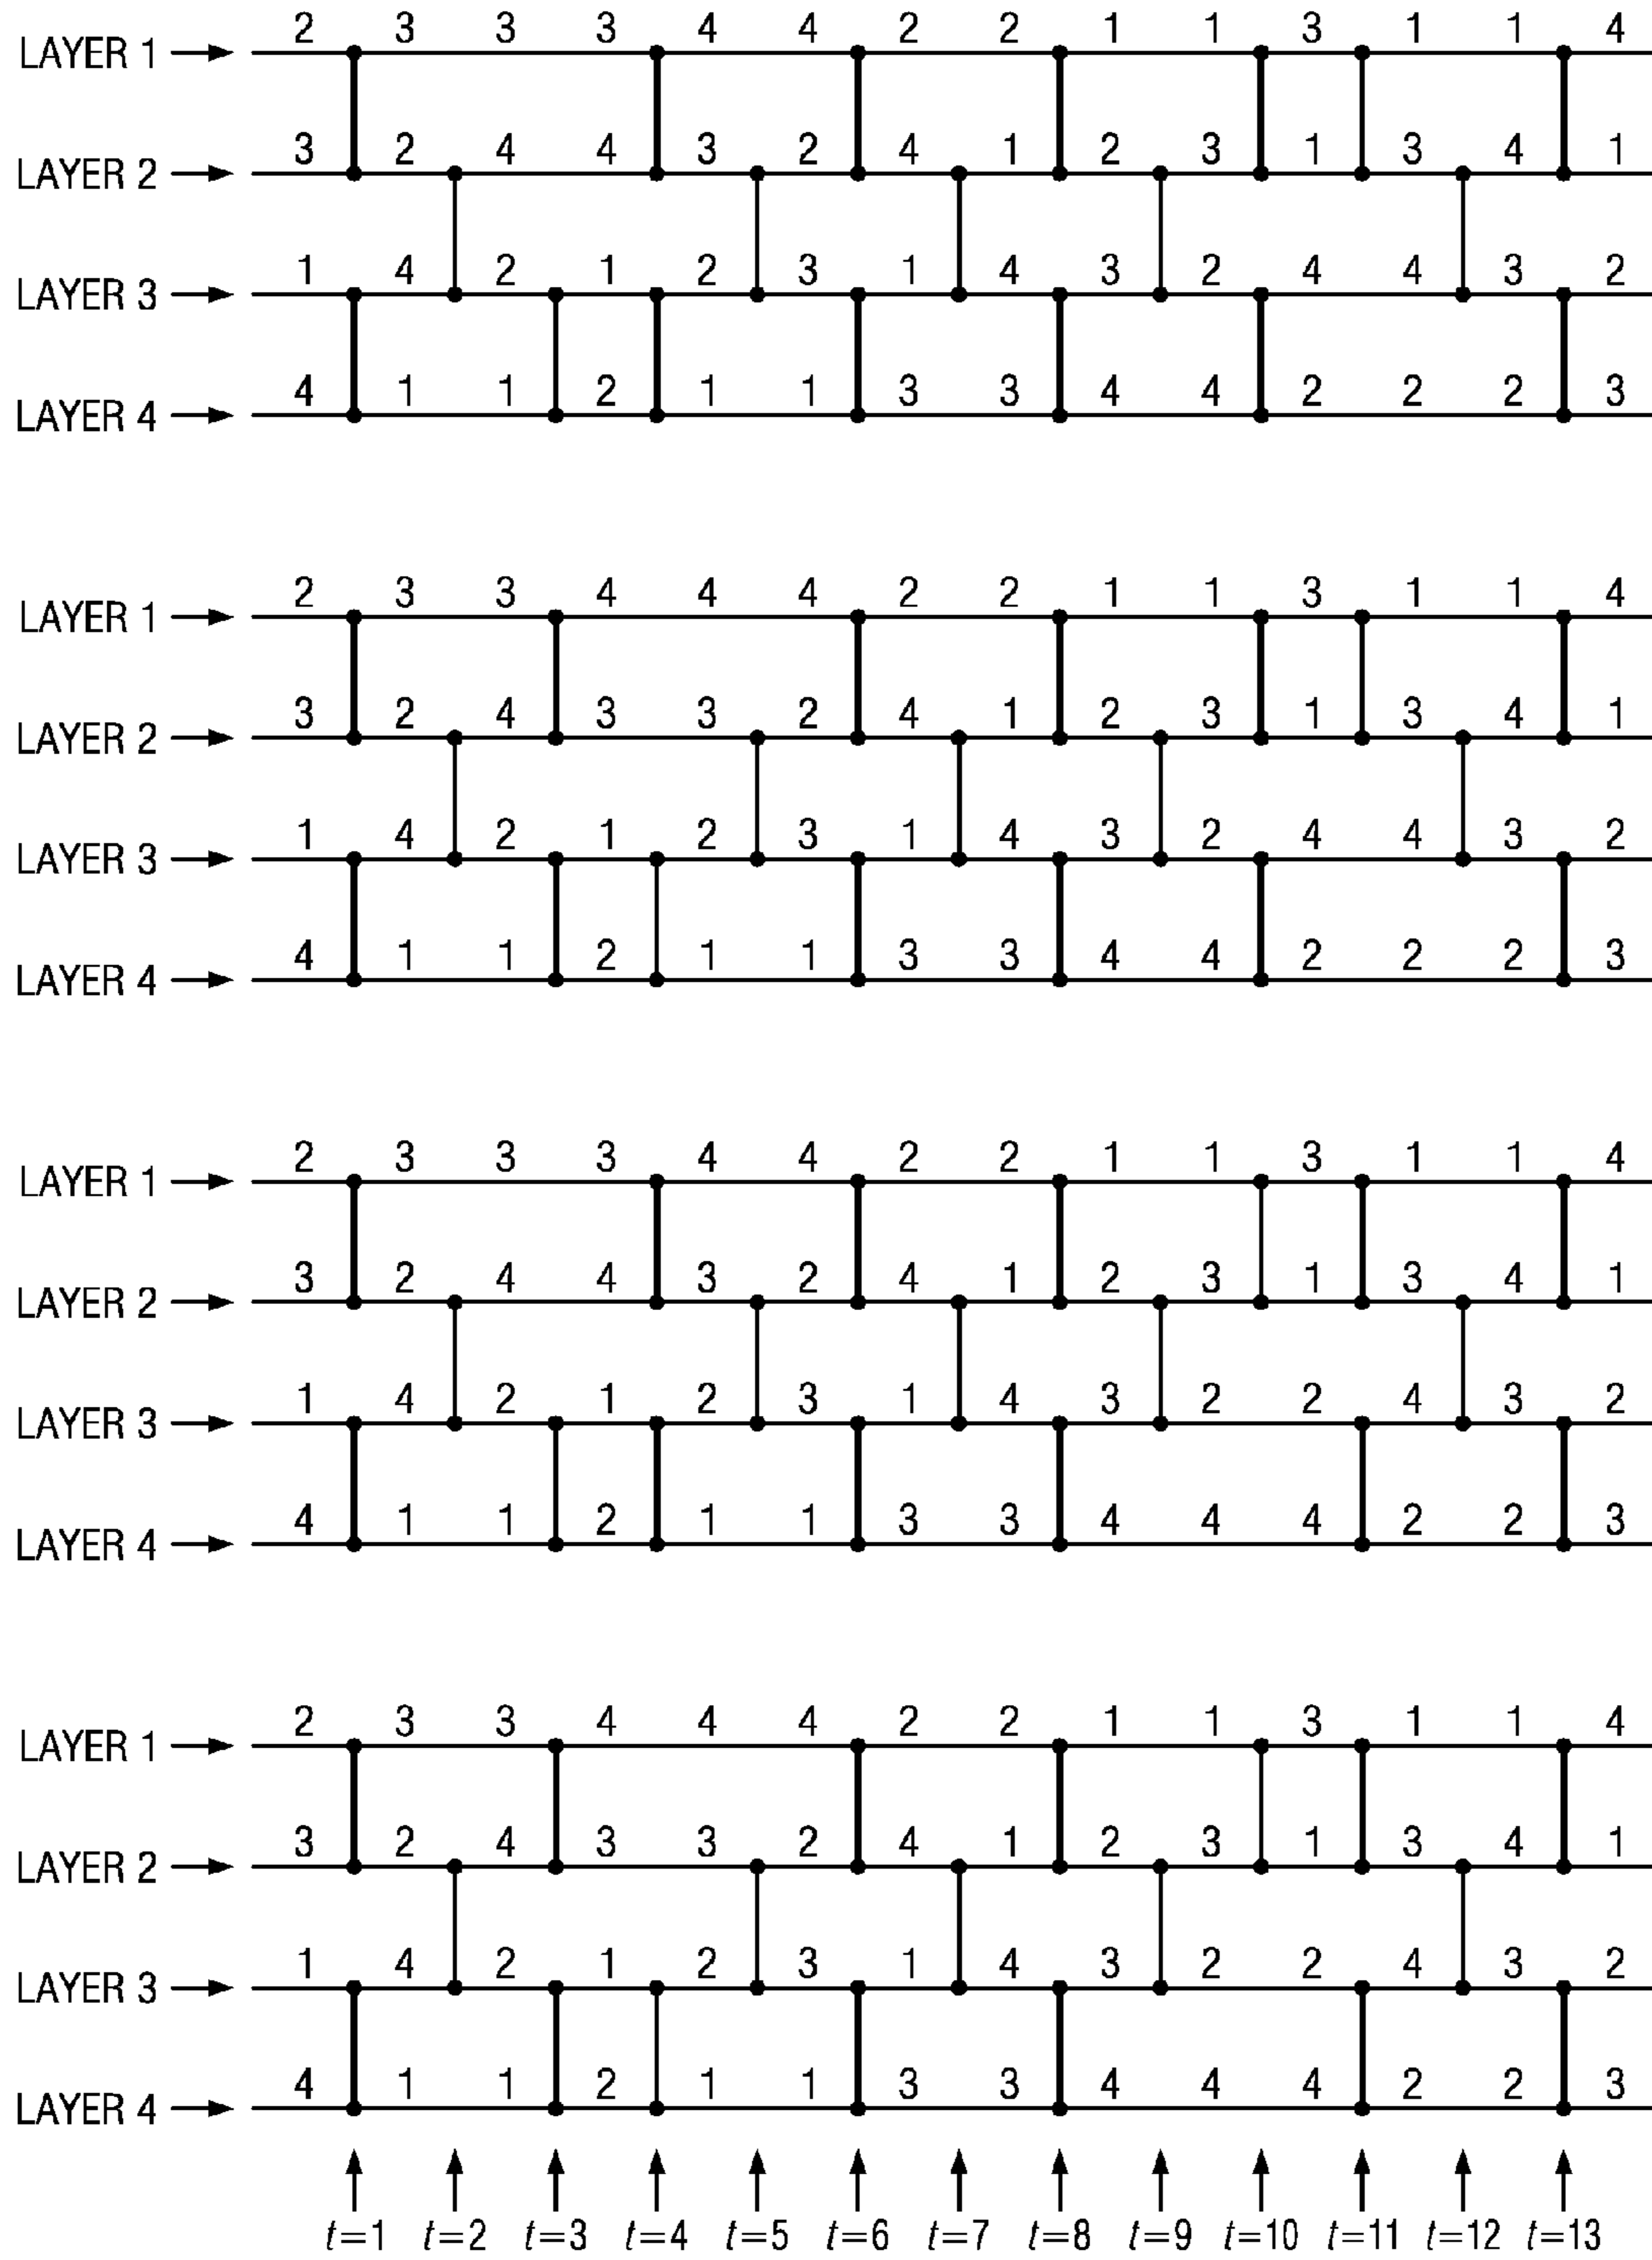 2 3 3 3 4 4 2 2 1 1 3 1 1 4
LAYER 1
3 2 4 4 3 2 4 1 2 3 1 3 4 1
LAYER 2
1 4 2 1 2 3 1 4 3 2 4 4 3 2
LAYER 3
4 1 1 2 1 1 3 3 4 4 2 2 2 3
LAYER 4
2 3 3 4 4 4 2 2 1 1 3 1 1 4
LAYER 1
3 2 4 3 3 2 4 1 2 3 1 3 4 1
LAYER 2
1 4 2 1 2 3 1 4 3 2 4 4 3 2
LAYER 3
4 1 1 2 1 1 3 3 4 4 2 2 2 3
LAYER 4
2 3 3 3 4 4 2 2 1 1 3 1 1 4
LAYER 1
3 2 4 4 3 2 4 1 2 3 1 3 4 1
LAYER 2
1 4 2 1 2 3 1 4 3 2 2 4 3 2
LAYER 3
4 1 1 2 1 1 3 3 4 4 4 2 2 3
LAYER 4
2 3 3 4 4 4 2 2 1 1 3 1 1 4
LAYER 1
3 2 4 3 3 2 4 1 2 3 1 3 4 1
LAYER 2
1 4 2 1 2 3 1 4 3 2 2 4 3 2
LAYER 3
4 1 1 2 1 1 3 3 4 4 4 2 2 3
LAYER 4
t=1 t=2 t=3 t=4 t=5 t=6 t=7 t=8 t=9 t=10 t=11 t=12 t=13